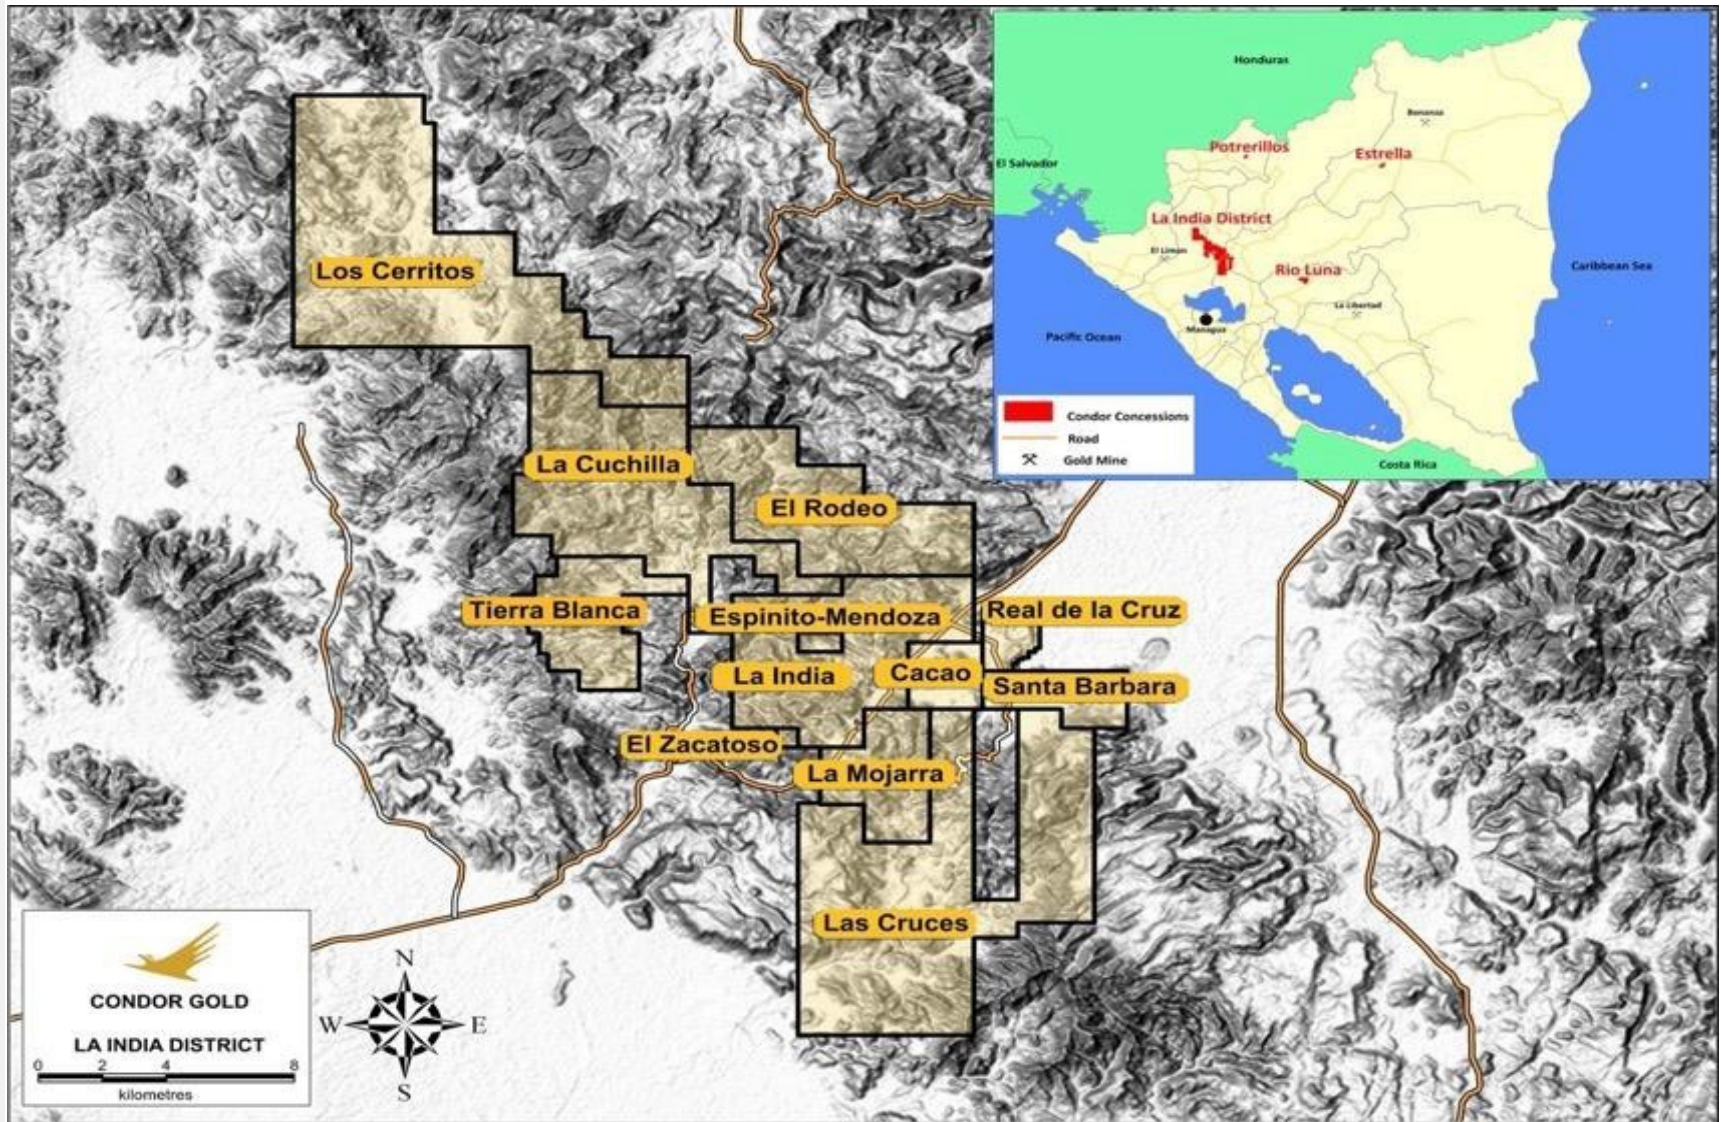 Honduras
Bonanza
Potrerillos
Estrella
El Salvador
La India District
El Limon
Rio Luna
Caribbean Sea
La Libertad
Managua
Pacific Ocean
Condor Concessions
Road
Gold Mine
Costa Rica
Los Cerritos
La Cuchilla
El Rodeo
Tierra Blanca
Espinito-Mendoza
Real de la Cruz
La India
Cacao
Santa Barbara
El Zacatoso
La Mojarra
Las Cruces
CONDOR GOLD
LA INDIA DISTRICT
0 2 4 8
kilometres
N
W E
S